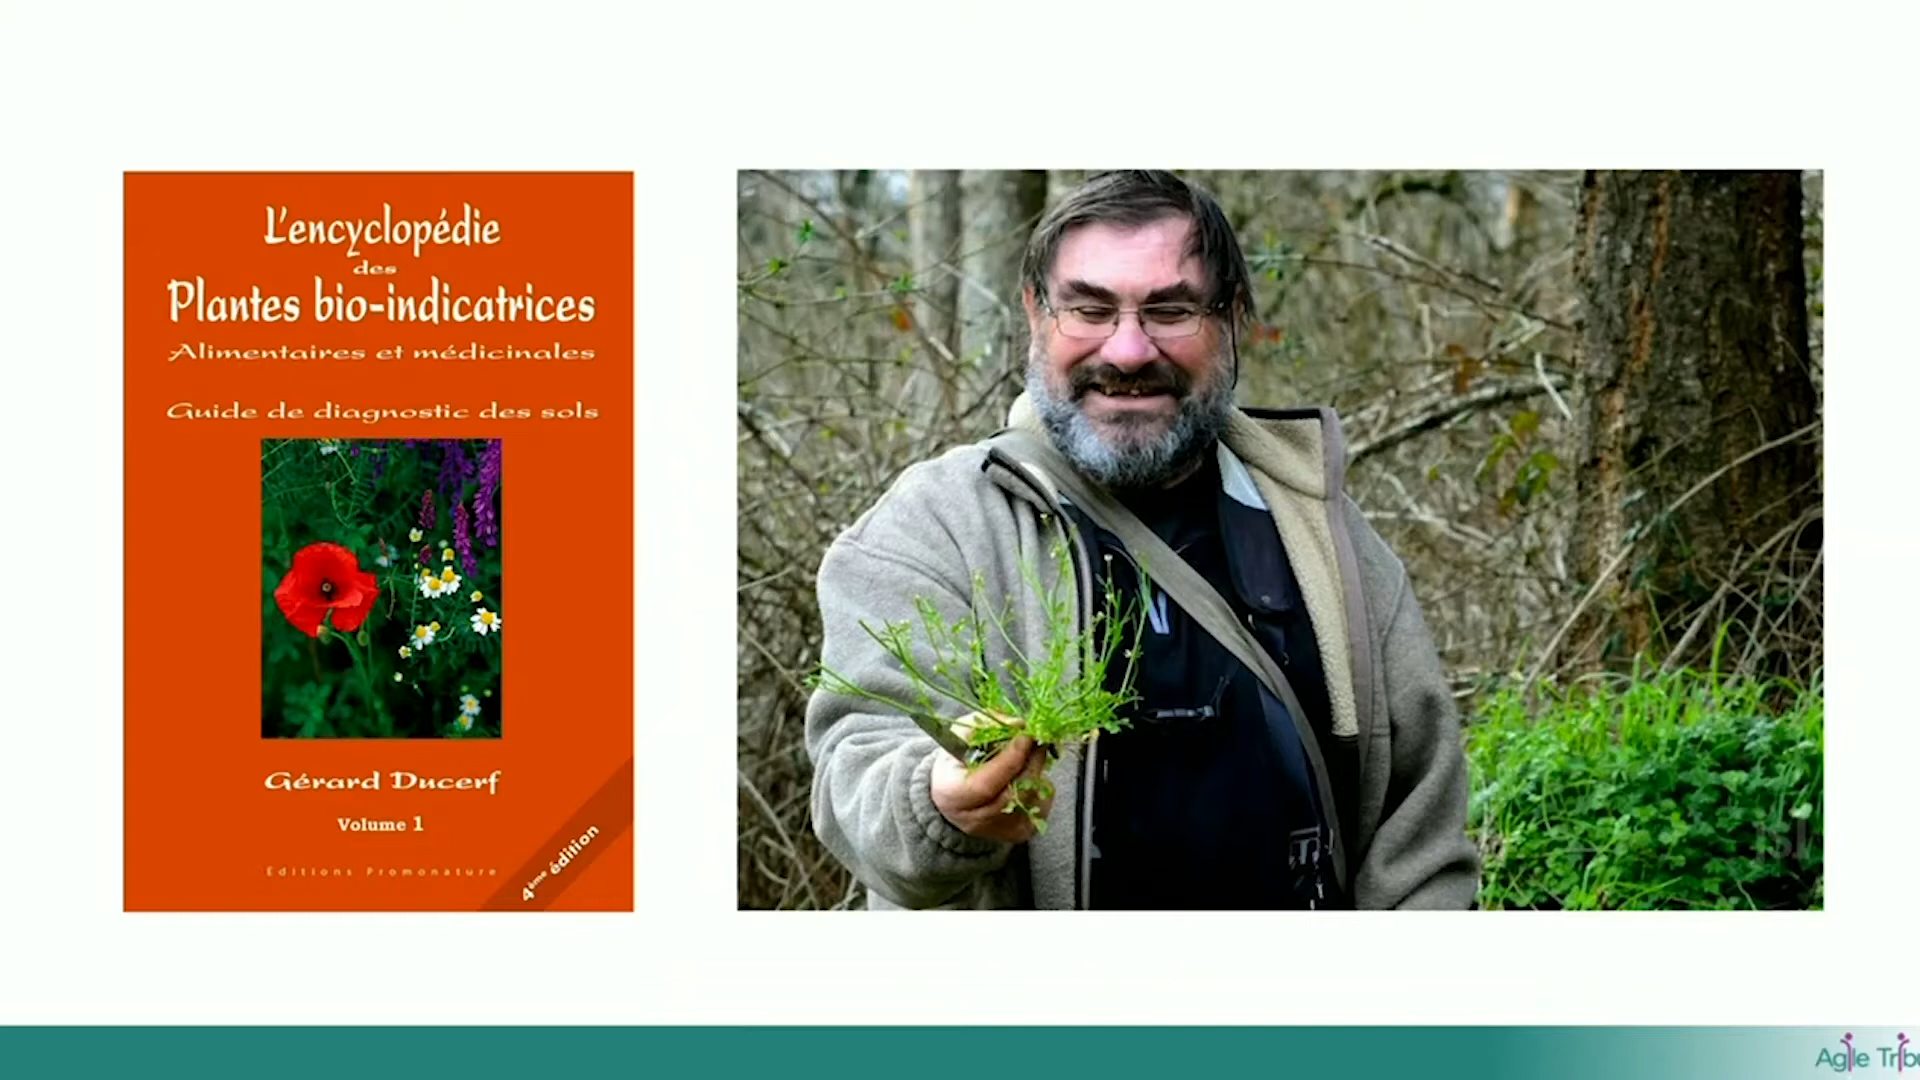 L'encyclopédie
des
Plantes bio-indicatrices
Alimentaires et médicinales
Guide de diagnostic des sols
Gérard Ducerf
Volume 1
Editions Promonature
4ème édition
Agile